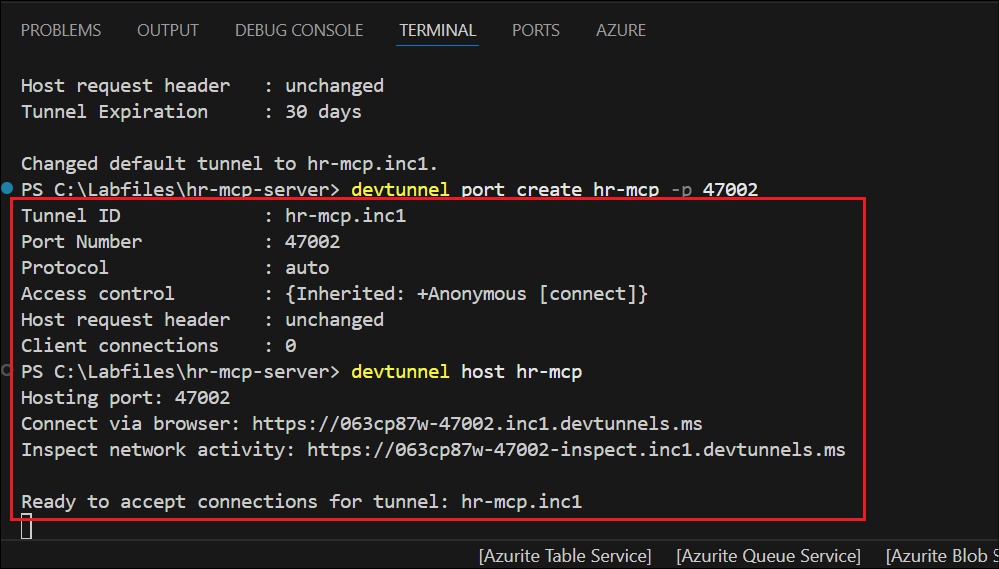 PROBLEMS OUTPUT DEBUG CONSOLE TERMINAL PORTS AZURE
Host request header : unchanged
Tunnel Expiration : 30 days
Changed default tunnel to hr-mcp.inc1.
PS C:\Labfiles\hr-mcp-server> devtunnel port create hr-mcp -p 47002
Tunnel ID : hr-mcp.inc1
Port Number : 47002
Protocol : auto
Access control : {Inherited: +Anonymous [connect]}
Host request header : unchanged
Client connections : 0
PS C:\Labfiles\hr-mcp-server> devtunnel host hr-mcp
Hosting port: 47002
Connect via browser: https://063cp87w-47002.inc1.devtunnels.ms
Inspect network activity: https://063cp87w-47002-inspect.inc1.devtunnels.ms
Ready to accept connections for tunnel: hr-mcp.inc1
[Azurite Table Service] [Azurite Queue Service] [Azurite Blob S